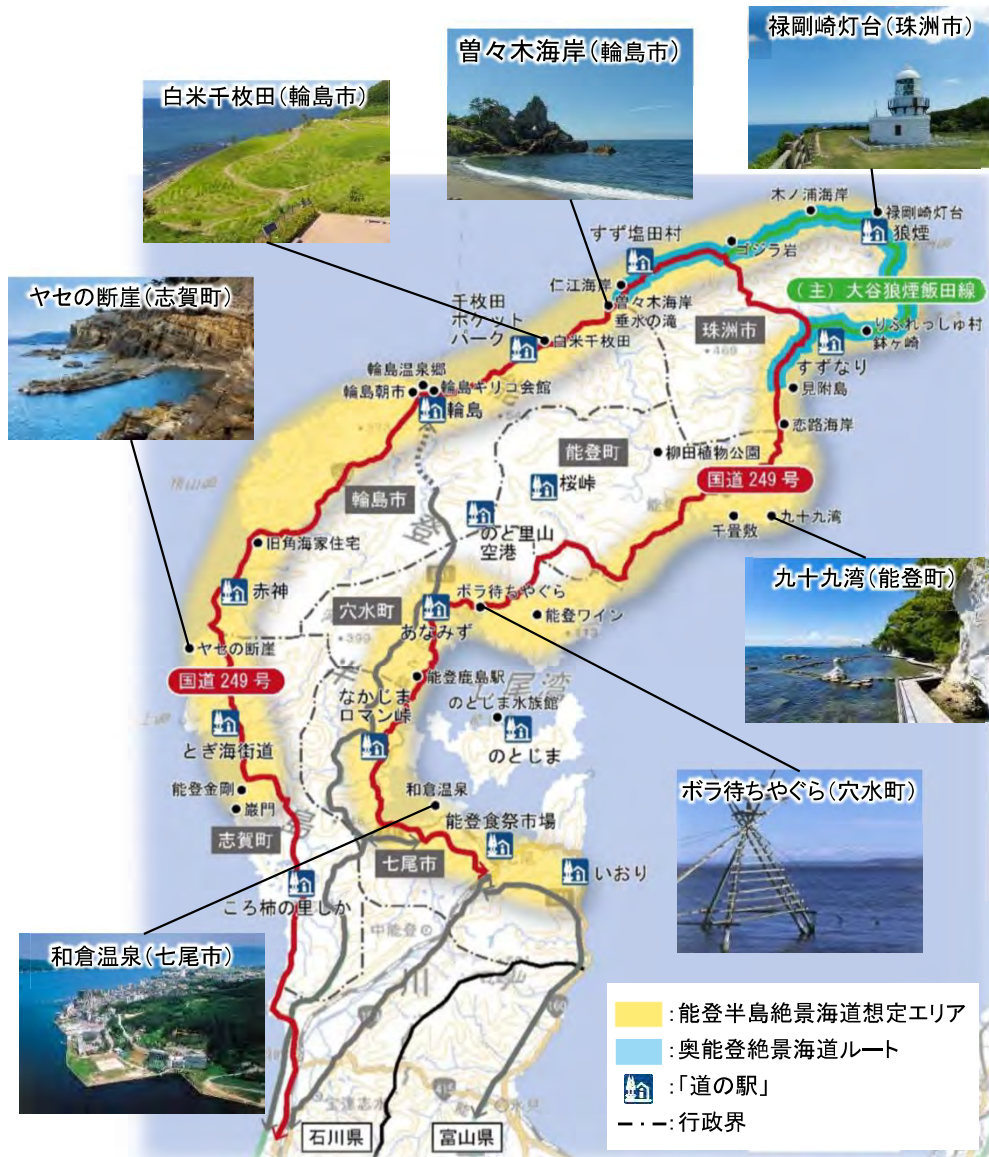 禄剛崎灯台(珠洲市)
曽々木海岸(輪島市)
白米千枚田(輪島市)
木ノ浦海岸
禄剛崎灯台
狼煙
すず塩田村
ゴジラ岩
ヤセの断崖(志賀町)
仁江海岸
(主)大谷狼煙飯田線
千枚田
ポケット
パーク
曽々木海岸
垂水の滝
珠洲市
りふれっしゅ村
鉢ヶ崎
白米千枚田
すずなり
輪島温泉郷
輪島朝市
輪島キリコ会館
見附島
輪島
恋路海岸
能登町
柳田植物公園
国道249号
輪島市
桜峠
のと里山
空港
千畳敷
九十九湾
旧角海家住宅
九十九湾(能登町)
赤神
穴水町
ボラ待ちやぐら
あなみず
能登ワイン
ヤセの断崖
国道249号
能登鹿島駅
なかじま
ロマン峠
のとじま水族館
のとじま
とぎ海街道
能登金剛
巌門
和倉温泉
ボラ待ちやぐら(穴水町)
志賀町
能登食祭市場
七尾市
いおり
ころ柿の里しか
中能登
和倉温泉(七尾市)
:能登半島絶景海道想定エリア
:奥能登絶景海道ルート
:「道の駅」
:行政界
宝達志水
415
160
氷見
石川県
富山県